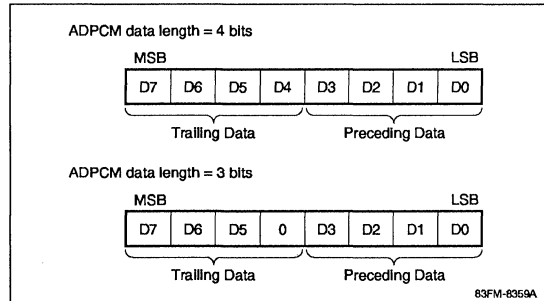 ADPCM data length = 4 bits
MSB LSB
D7 D6 D5 D4 D3 D2 D1 D0
Trailing Data Preceding Data
ADPCM data length = 3 bits
MSB LSB
D7 D6 D5 0 D3 D2 D1 D0
Trailing Data Preceding Data
83FM-8359A